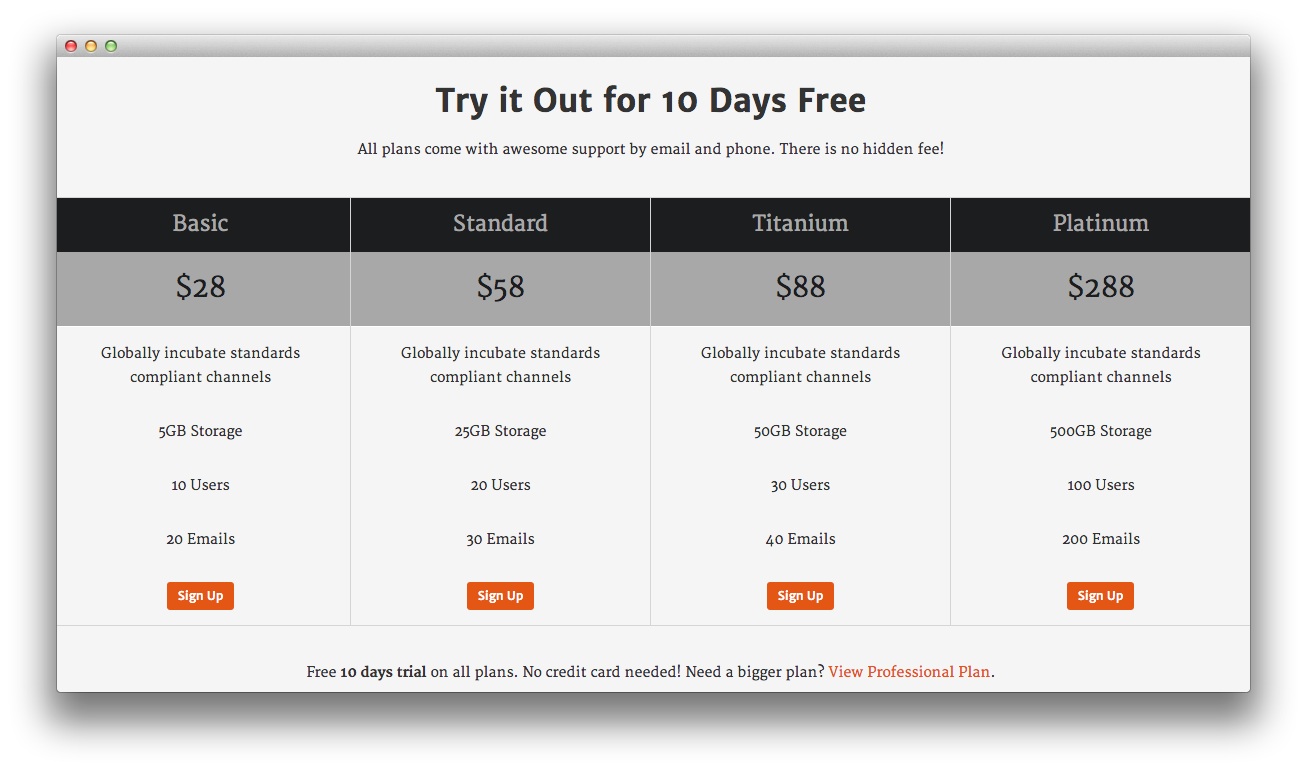 Try it Out for 10 Days Free
All plans come with awesome support by email and phone. There is no hidden fee!
Basic
$28
Globally incubate standards
compliant channels
5GB Storage
10 Users
20 Emails
Sign Up
Standard
$58
Globally incubate standards
compliant channels
25GB Storage
20 Users
30 Emails
Sign Up
Titanium
$88
Globally incubate standards
compliant channels
50GB Storage
30 Users
40 Emails
Sign Up
Platinum
$288
Globally incubate standards
compliant channels
500GB Storage
100 Users
200 Emails
Sign Up
Free 10 days trial on all plans. No credit card needed! Need a bigger plan? View Professional Plan.